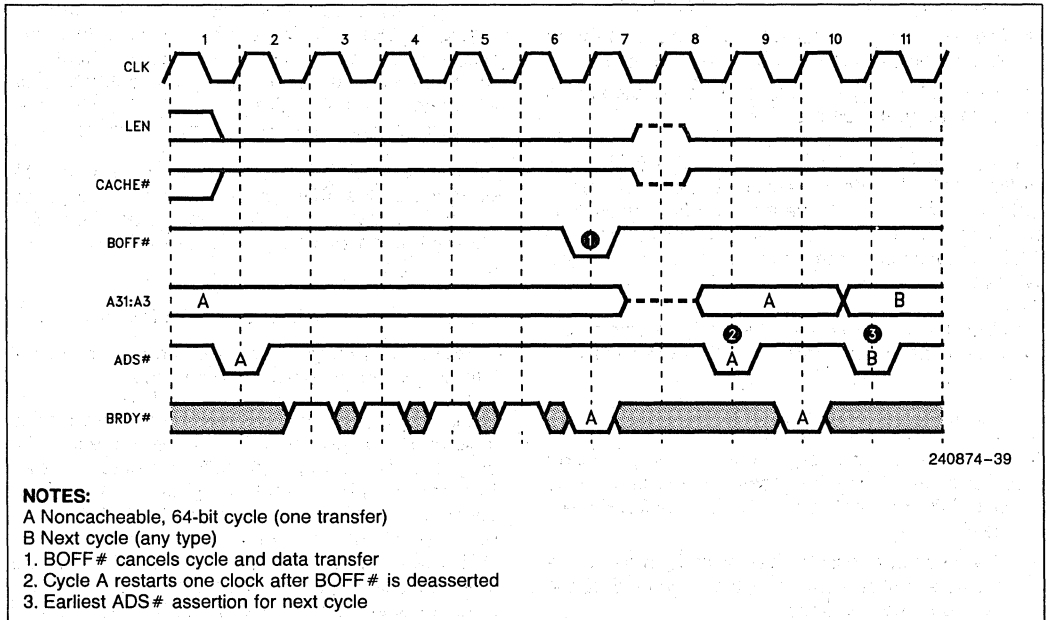 1 2 3 4 5 6 7 8 9 10 11
CLK
LEN
CACHE#
BOFF# 1
A31:A3 A A B
2 3
ADS# A A B
BRDY# A A
240874-39
NOTES:
A Noncacheable, 64-bit cycle (one transfer)
B Next cycle (any type)
1. BOFF# cancels cycle and data transfer
2. Cycle A restarts one clock after BOFF# is deasserted
3. Earliest ADS# assertion for next cycle